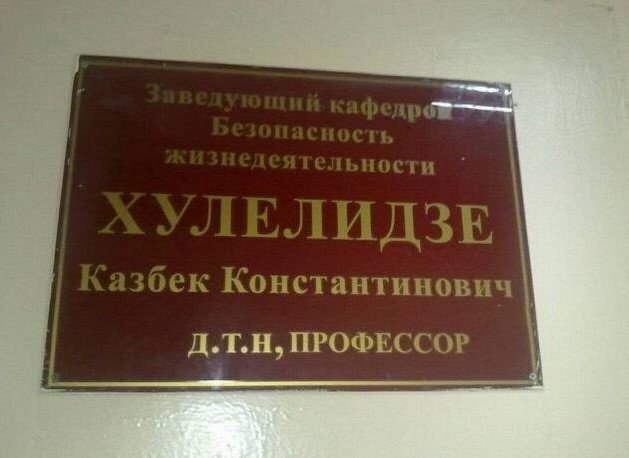 Заведующий кафедрой
Безопасность
жизнедеятельности
ХУЛЕЛИДЗЕ
Казбек Константинович
д.т.н, ПРОФЕССОР